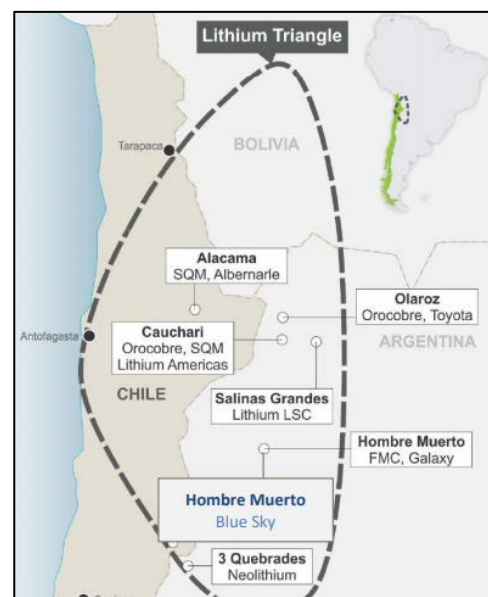 Lithium Triangle
Tarapaca
BOLIVIA
Alacama
SQM, Albernarle
Olaroz
Orocobre, Toyota
Antofagasta
Cauchari
Orocobre, SQM
Lithium Americas
ARGENTINA
CHILE
Salinas Grandes
Lithium LSC
Hombre Muerto
FMC, Galaxy
Hombre Muerto
Blue Sky
3 Quebrades
Neolithium